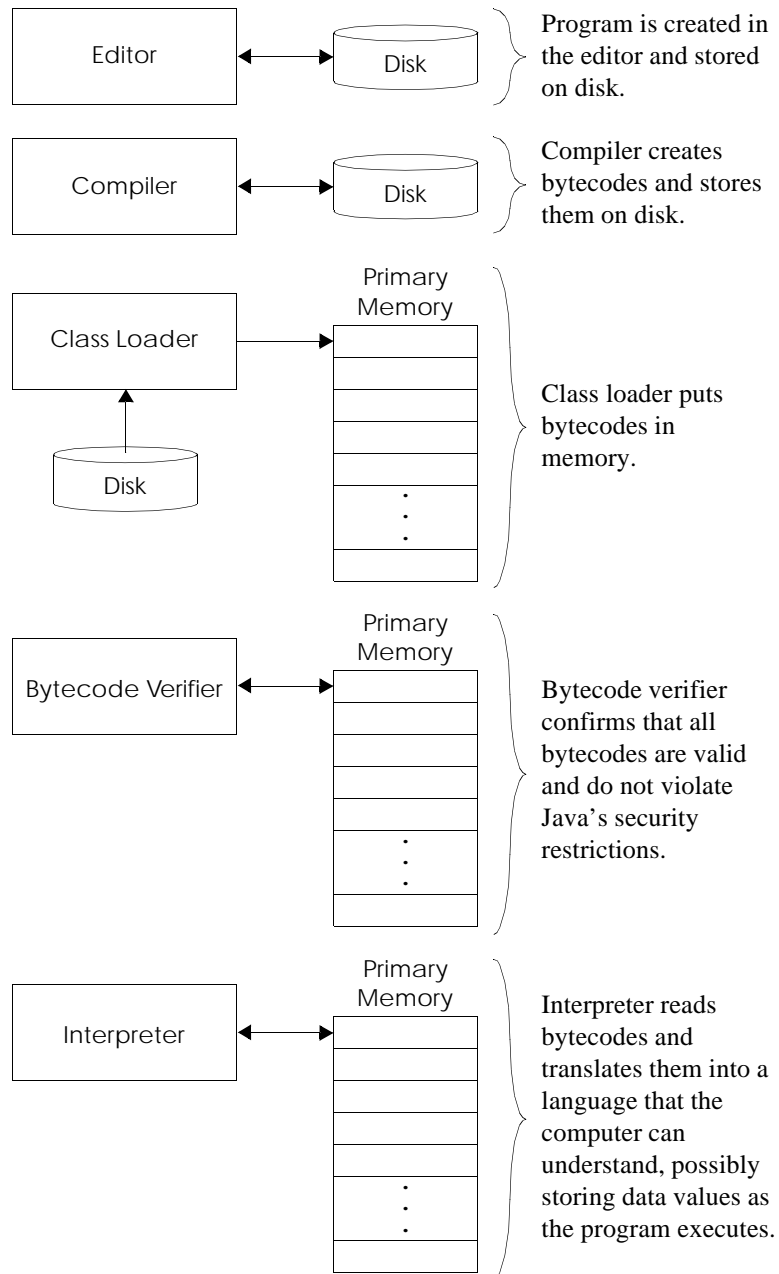 Editor
Disk
Program is created in
the editor and stored
on disk.
Compiler
Disk
Compiler creates
bytecodes and stores
them on disk.
Class Loader
Disk
Primary
Memory
Class loader puts
bytecodes in
memory.
Bytecode Verifier
Primary
Memory
Bytecode verifier
confirms that all
bytecodes are valid
and do not violate
Java’s security
restrictions.
Interpreter
Primary
Memory
Interpreter reads
bytecodes and
translates them into a
language that the
computer can
understand, possibly
storing data values as
the program executes.